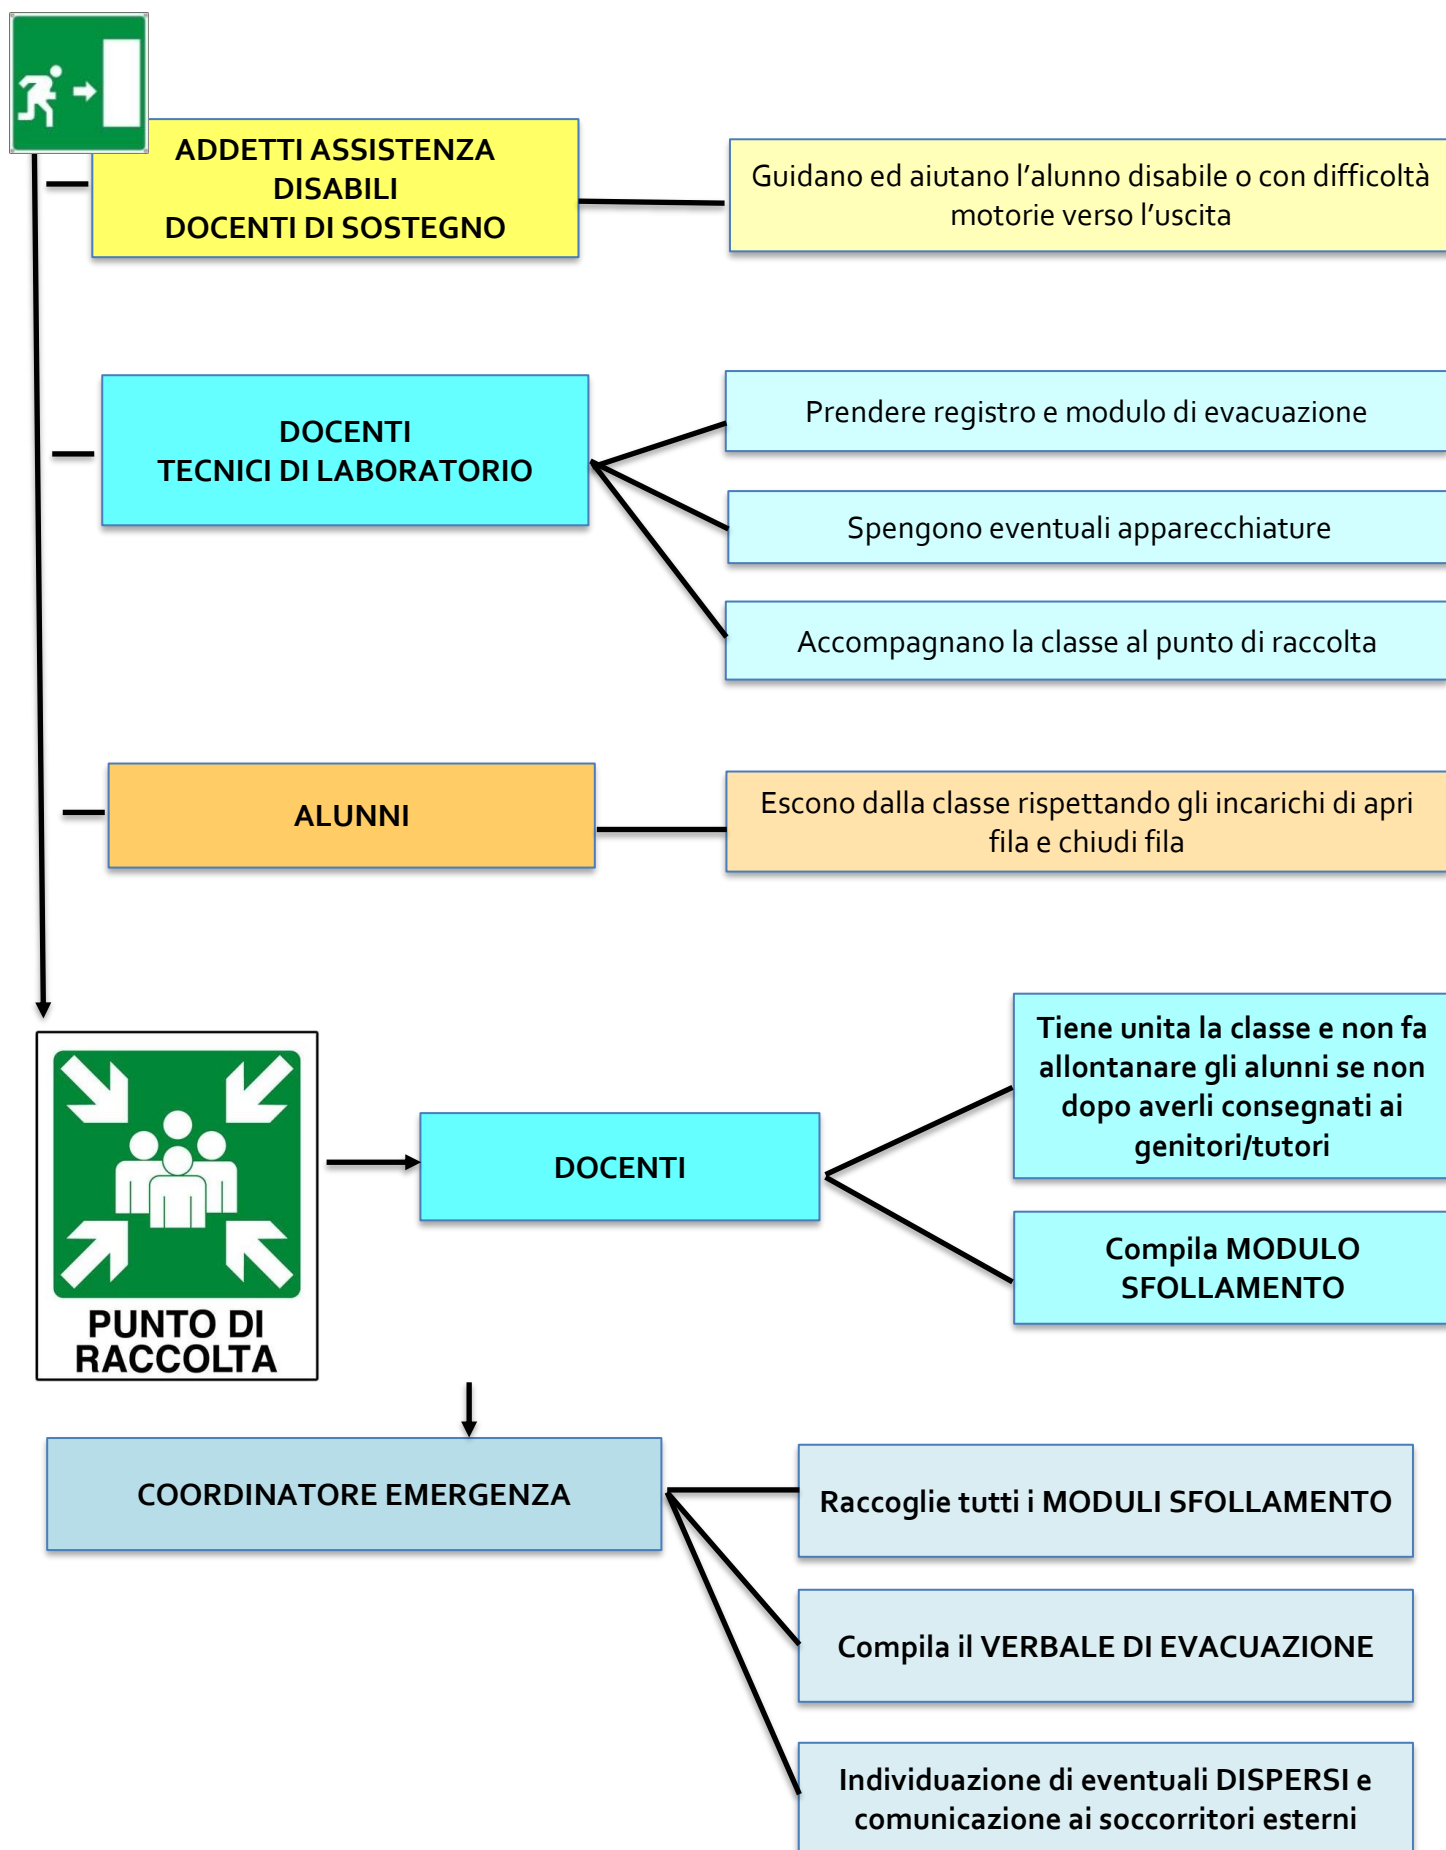 ADDETTI ASSISTENZA
DISABILI
DOCENTI DI SOSTEGNO
Guidano ed aiutano l’alunno disabile o con difficoltà
motorie verso l’uscita
DOCENTI
TECNICI DI LABORATORIO
Prendere registro e modulo di evacuazione
Spengono eventuali apparecchiature
Accompagnano la classe al punto di raccolta
ALUNNI
Escono dalla classe rispettando gli incarichi di apri
fila e chiudi fila
PUNTO DI
RACCOLTA
DOCENTI
Tiene unita la classe e non fa
allontanare gli alunni se non
dopo averli consegnati ai
genitori/tutori
Compila MODULO
SFOLLAMENTO
COORDINATORE EMERGENZA
Raccoglie tutti i MODULI SFOLLAMENTO
Compila il VERBALE DI EVACUAZIONE
Individuazione di eventuali DISPERSI e
comunicazione ai soccorritori esterni